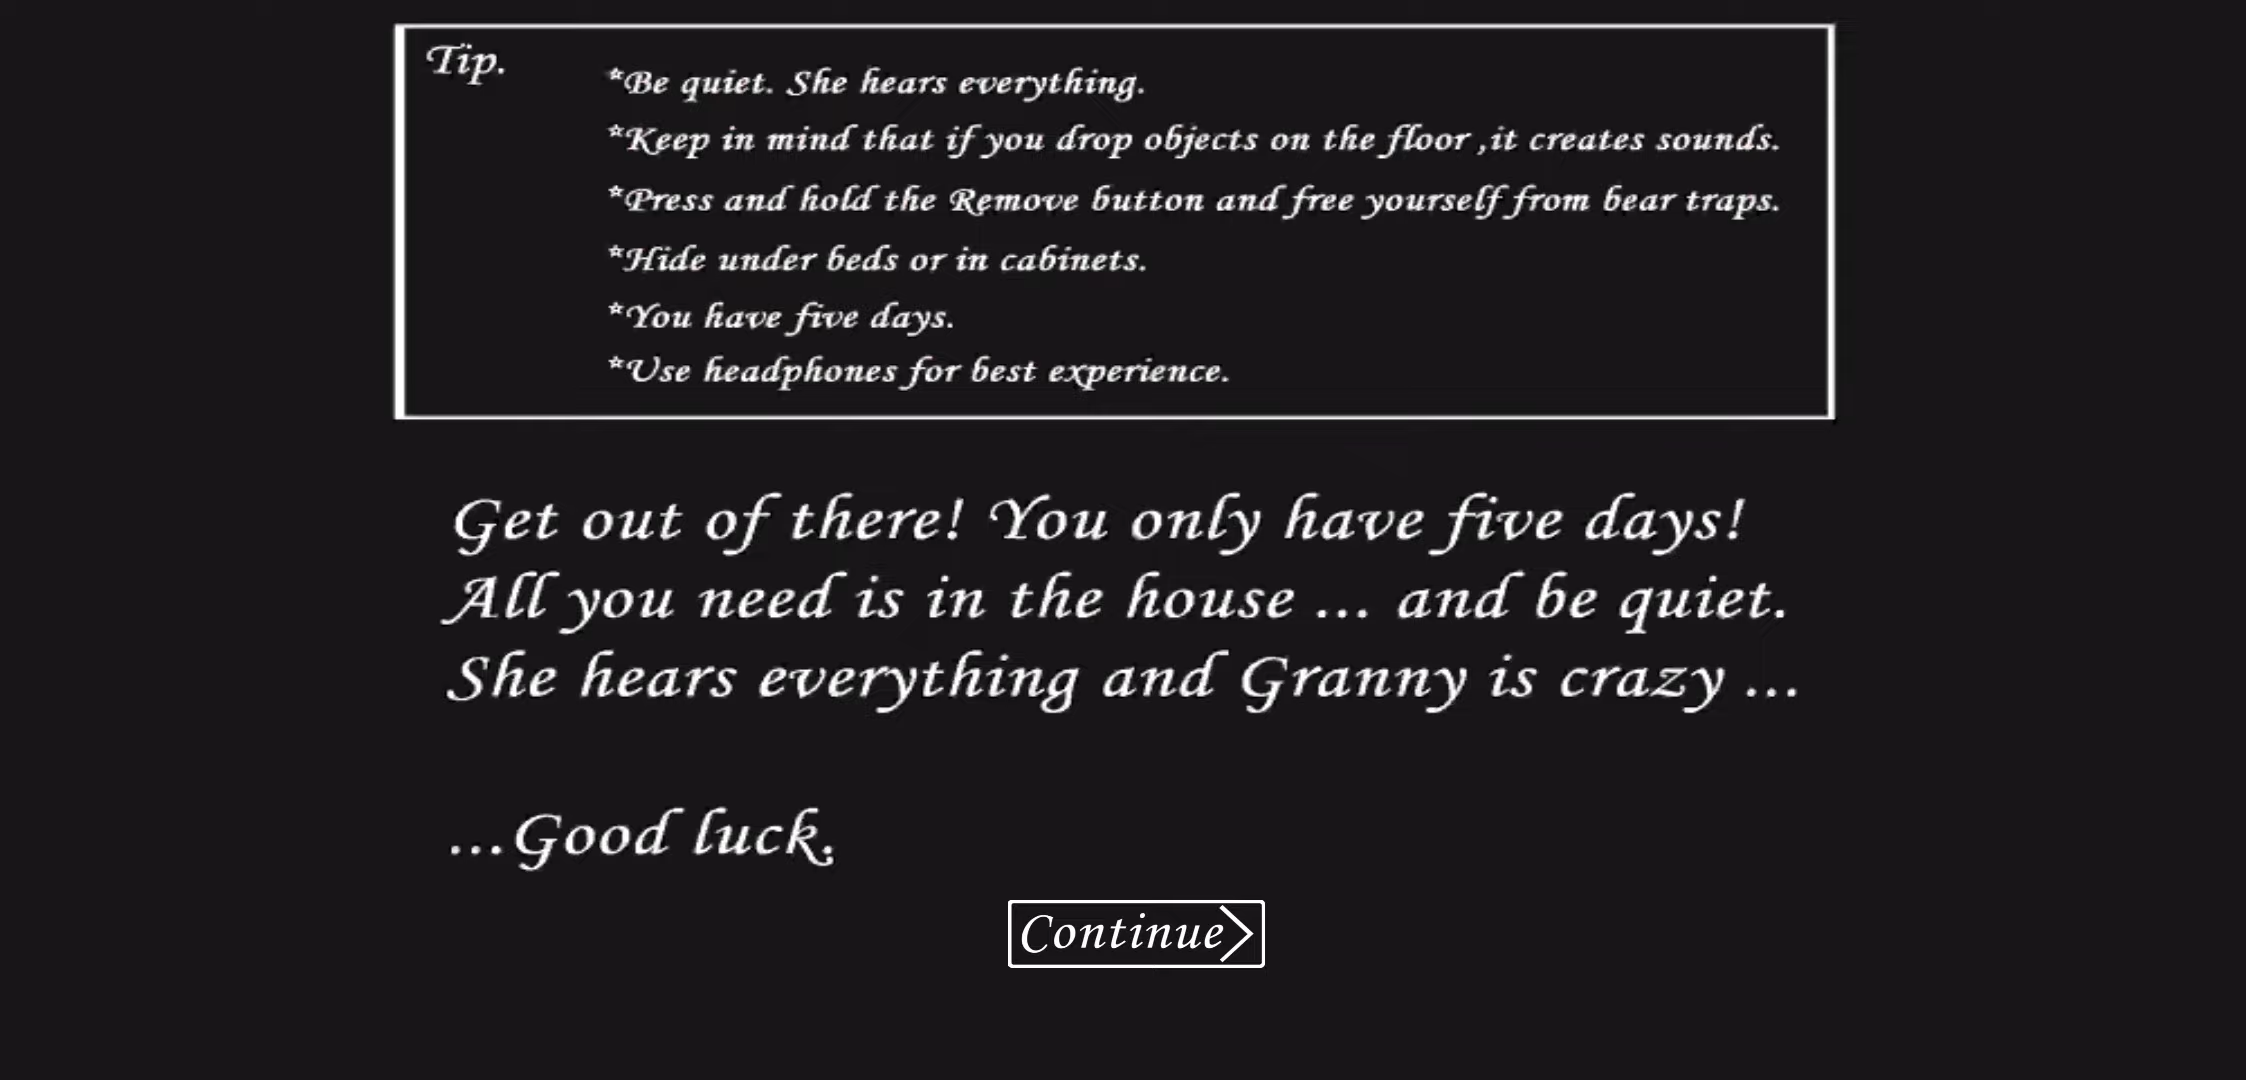 Tip.
*Be quiet. She hears everything.
*Keep in mind that if you drop objects on the floor ,it creates sounds.
*Press and hold the Remove button and free yourself from bear traps.
*Hide under beds or in cabinets.
*You have five days.
*Use headphones for best experience.
Get out of there! You only have five days!
All you need is in the house ... and be quiet.
She hears everything and Granny is crazy ...
...Good luck.
Continue>